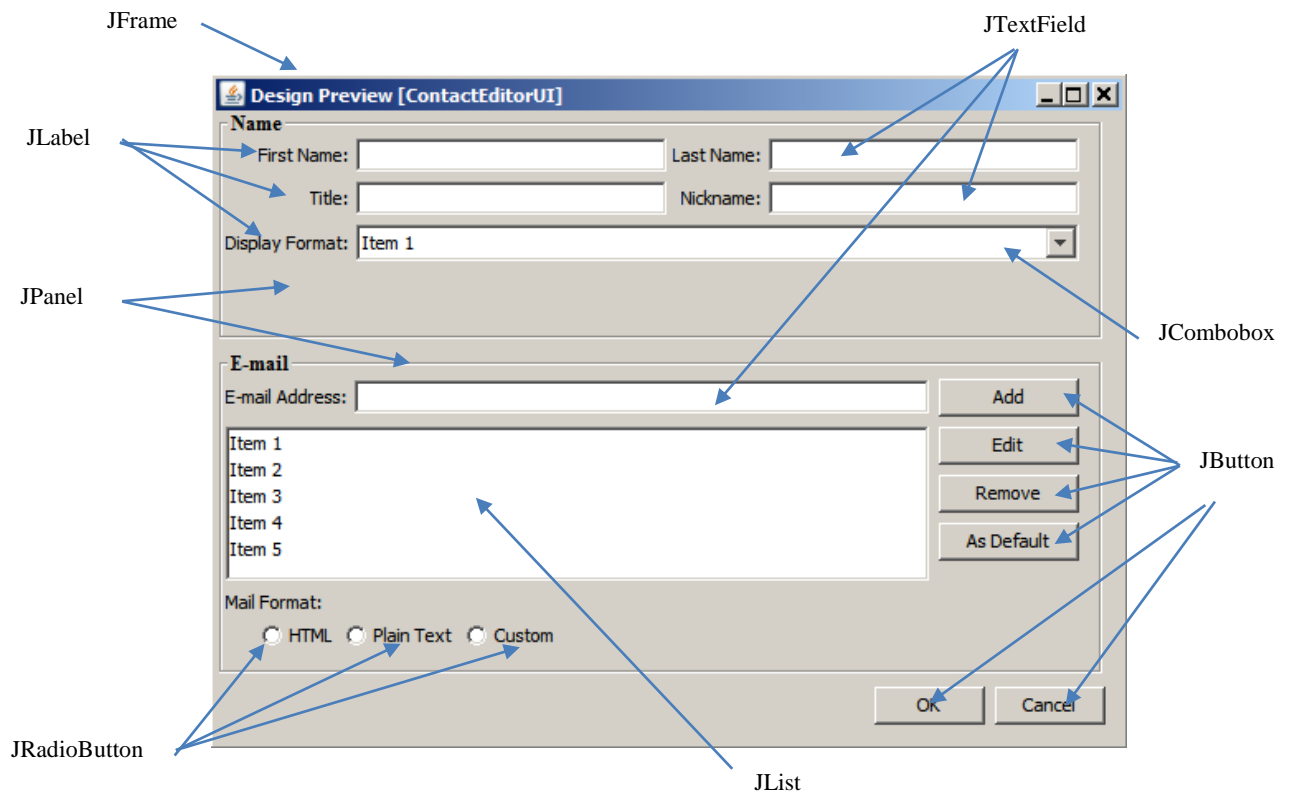 JFrame
JTextField
Design Preview [ContactEditorUI]
Name
JLabel
First Name:
Last Name:
Title:
Nickname:
Display Format:
Item 1
JPanel
JCombobox
E-mail
E-mail Address:
Add
Item 1
Edit
Item 2
JButton
Item 3
Remove
Item 4
Item 5
As Default
Mail Format:
HTML
Plain Text
Custom
OK
Cancel
JRadioButton
JList